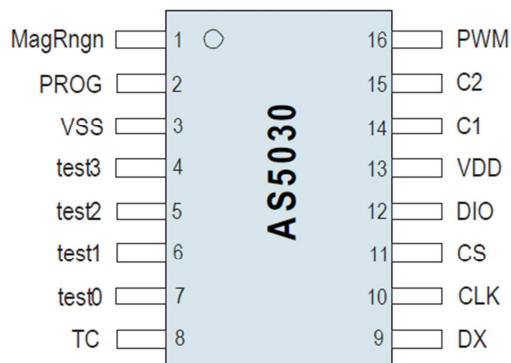 MagRngn 1 16 PWM
PROG 2 15 C2
VSS 3 14 C1
test3 4 13 VDD
test2 5 12 DIO
test1 6 11 CS
test0 7 10 CLK
TC 8 9 DX
AS5030